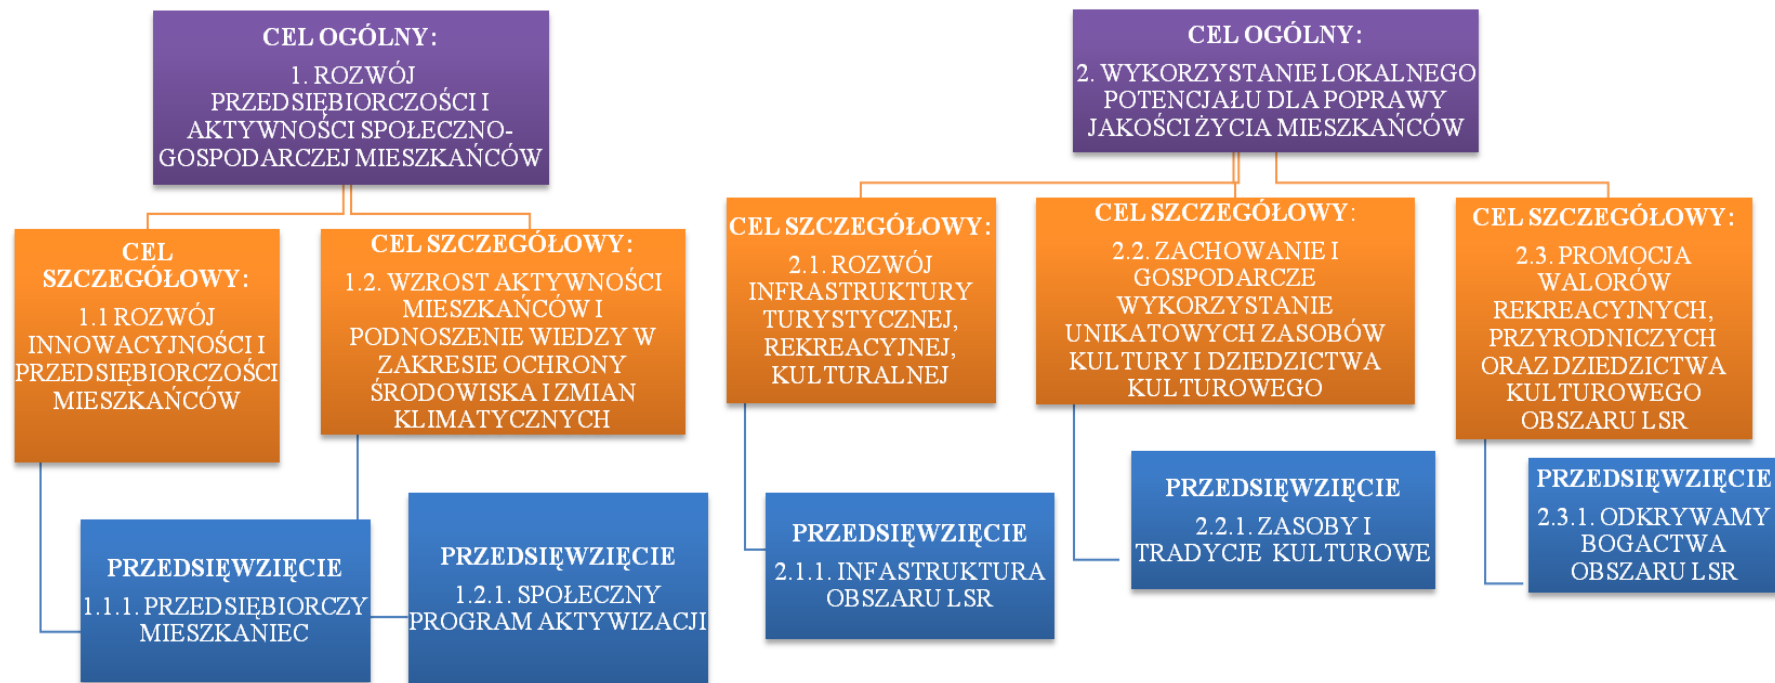 CEL OGÓLNY:
1. ROZWÓJ
PRZEDSIĘBIORCZOŚCI I
AKTYWNOŚCI SPOŁECZNO-
GOSPODARCZEJ MIESZKAŃCÓW
CEL OGÓLNY:
2. WYKORZYSTANIE LOKALNEGO
POTENCJAŁU DLA POPRAWY
JAKOŚCI ŻYCIA MIESZKAŃCÓW
CEL
SZCZEGÓŁOWY:
1.1 ROZWÓJ
INNOWACYJNOŚCI I
PRZEDSIĘBIORCZOŚCI
MIESZKAŃCÓW
CEL SZCZEGÓŁOWY:
1.2. WZROST AKTYWNOŚCI
MIESZKAŃCÓW I
PODNOSZENIE WIEDZY W
ZAKRESIE OCHRONY
ŚRODOWISKA I ZMIAN
KLIMATYCZNYCH
CEL SZCZEGÓŁOWY:
2.1. ROZWÓJ
INFRASTRUKTURY
TURYSTYCZNEJ,
REKREACYJNEJ,
KULTURALNEJ
CEL SZCZEGÓŁOWY:
2.2. ZACHOWANIE I
GOSPODARCZE
WYKORZYSTANIE
UNIKATOWYCH ZASOBÓW
KULTURY I DZIEDZICTWA
KULTUROWEGO
CEL SZCZEGÓŁOWY:
2.3. PROMOCJA
WALORÓW
REKREACYJNYCH,
PRZYRODNICZYCH
ORAZ DZIEDZICTWA
KULTUROWEGO
OBSZARU LSR
PRZEDSIĘWZIĘCIE
1.1.1. PRZEDSIĘBIORCZY
MIESZKANIEC
PRZEDSIĘWZIĘCIE
1.2.1. SPOŁECZNY
PROGRAM AKTYWIZACJI
PRZEDSIĘWZIĘCIE
2.1.1. INFASTRUKTURA
OBSZARU LSR
PRZEDSIĘWZIĘCIE
2.2.1. ZASOBY I
TRADYCJE KULTUROWE
PRZEDSIĘWZIĘCIE
2.3.1. ODKRYWAMY
BOGACTWA
OBSZARU LSR